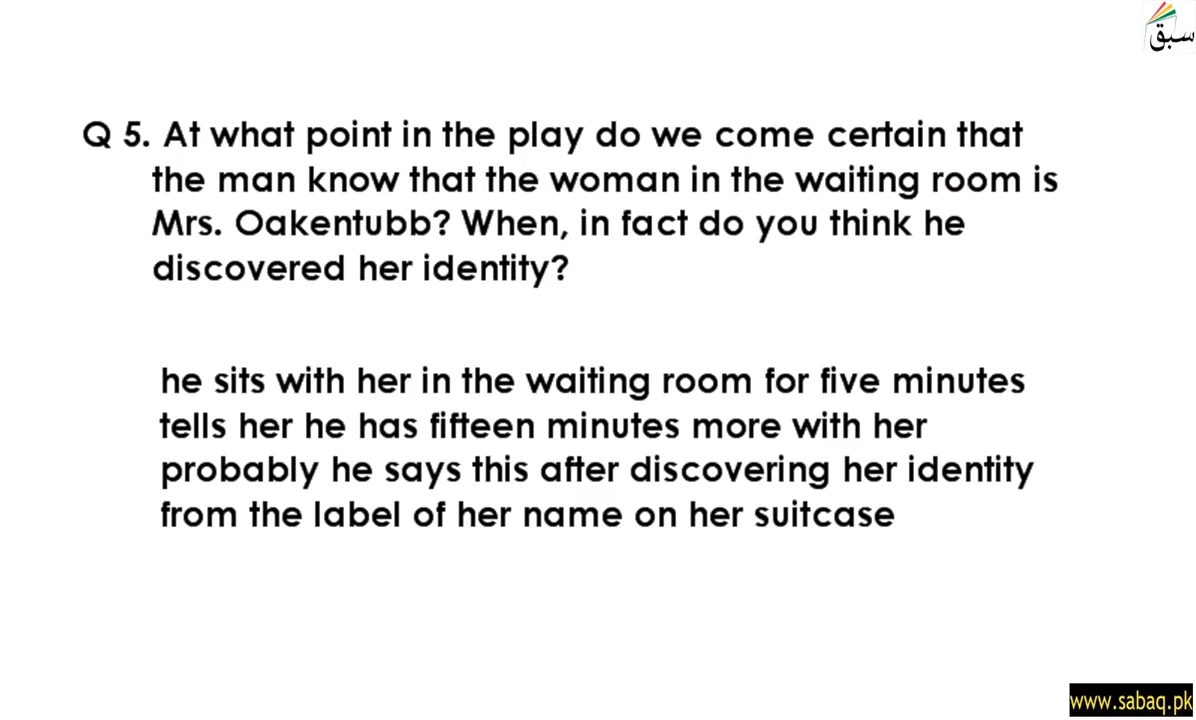 سبق
Q 5. At what point in the play do we come certain that
the man know that the woman in the waiting room is
Mrs. Oakentubb? When, in fact do you think he
discovered her identity?
he sits with her in the waiting room for five minutes
tells her he has fifteen minutes more with her
probably he says this after discovering her identity
from the label of her name on her suitcase
www.sabaq.pk